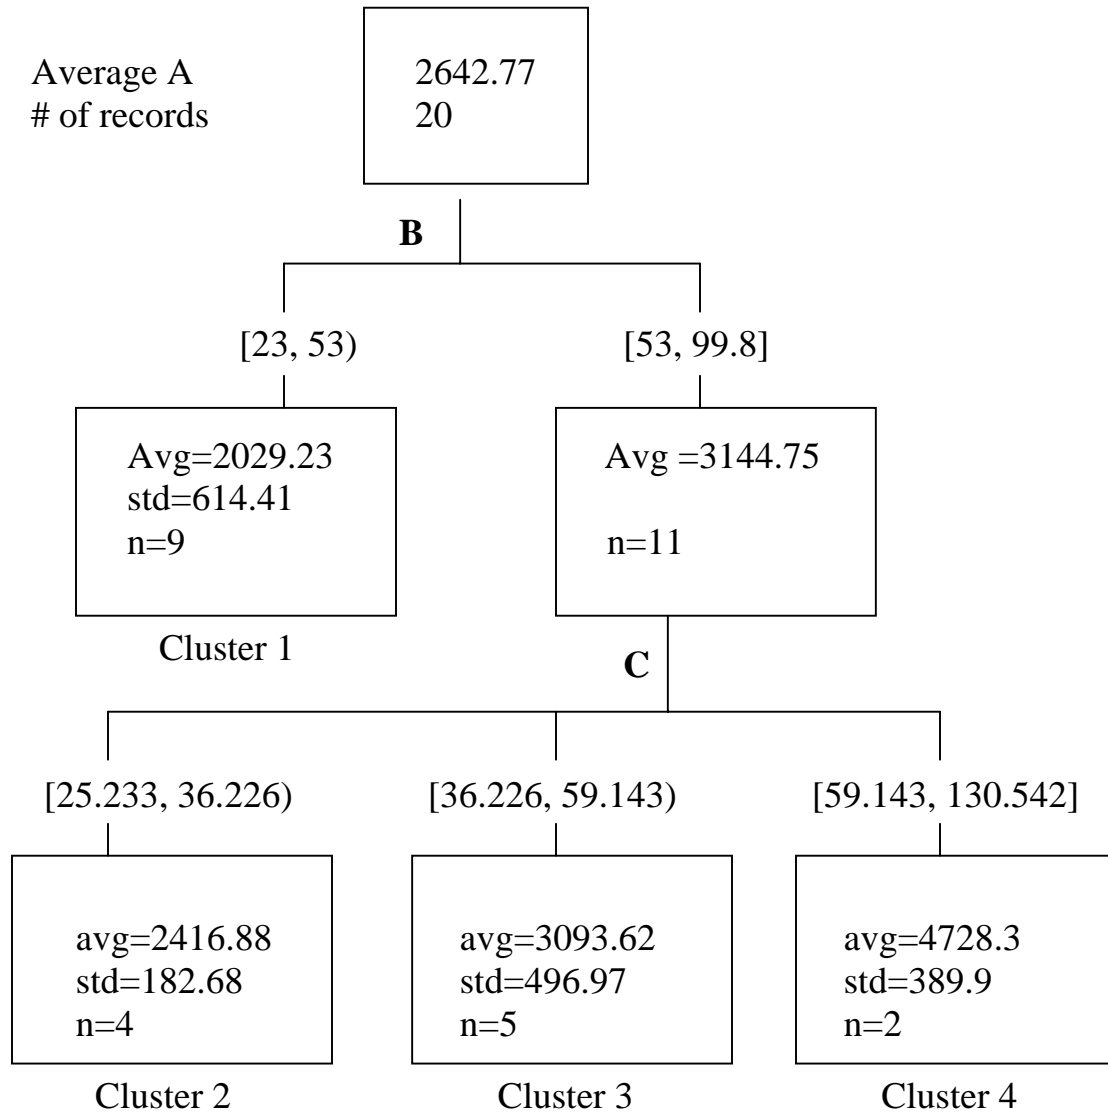 Average A
# of records
2642.77
20
B
[23, 53)
[53, 99.8]
Avg=2029.23
std=614.41
n=9
Avg =3144.75
n=11
Cluster 1
C
[25.233, 36.226)
[36.226, 59.143)
[59.143, 130.542]
avg=2416.88
std=182.68
n=4
avg=3093.62
std=496.97
n=5
avg=4728.3
std=389.9
n=2
Cluster 2
Cluster 3
Cluster 4